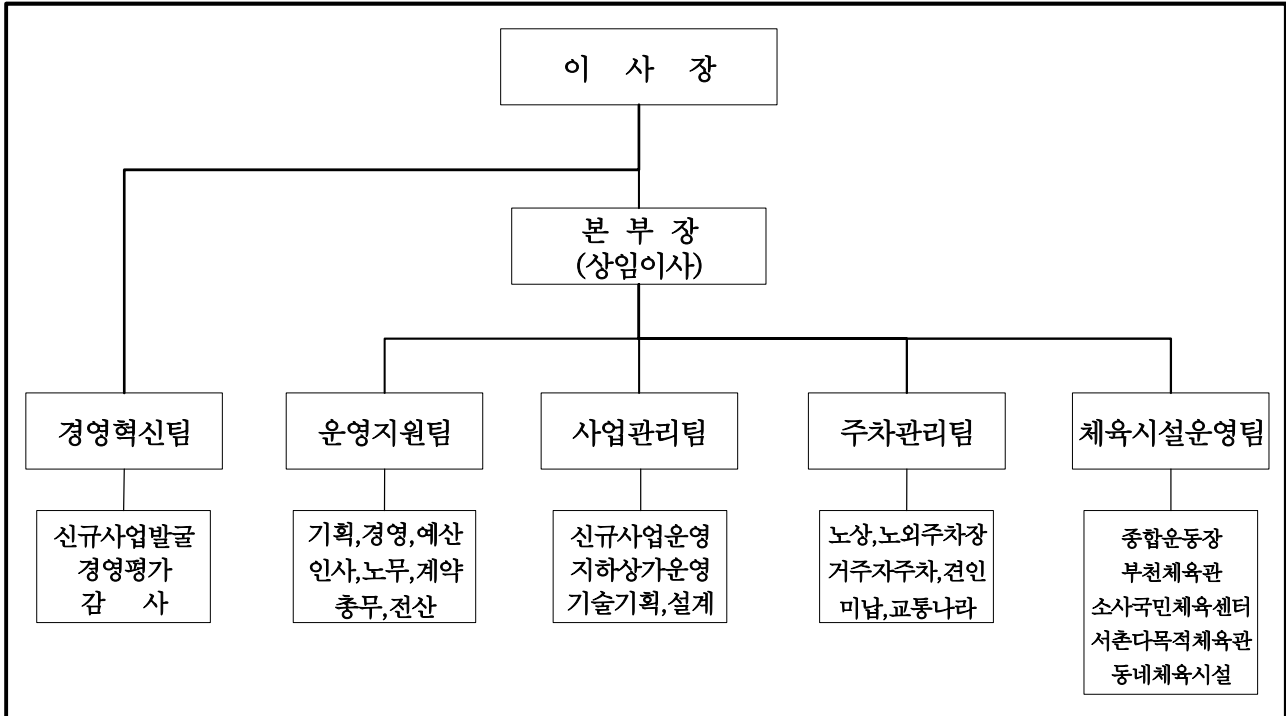 이 사 장
본 부 장
(상임이사)
경영혁신팀
운영지원팀
사업관리팀
주차관리팀
체육시설운영팀
신규사업발굴
경영평가
감 사
기획,경영,예산
인사,노무,계약
총무,전산
신규사업운영
지하상가운영
기술기획,설계
노상,노외주차장
거주자주차,견인
미납,교통나라
종합운동장
부천체육관
소사국민체육센터
서촌다목적체육관
동네체육시설